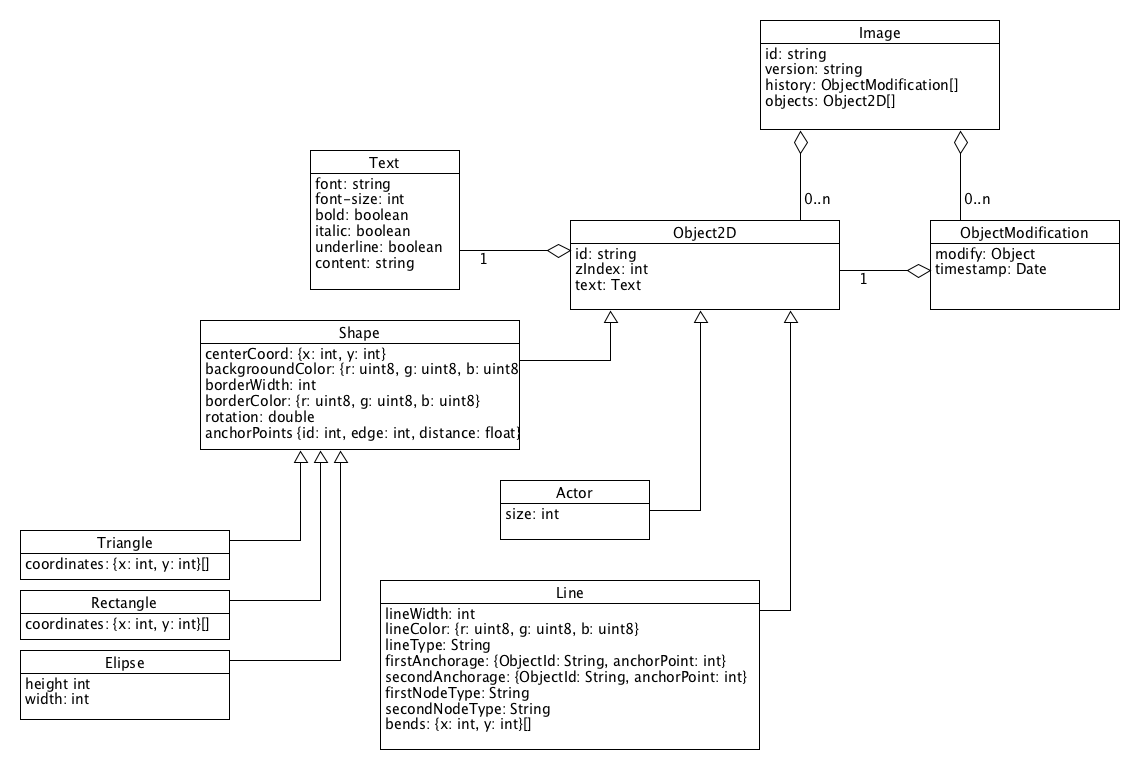 Image
id: string
version: string
history: ObjectModification[]
objects: Object2D[]
Text
font: string
font-size: int
bold: boolean
italic: boolean
underline: boolean
content: string
0..n
0..n
Object2D
id: string
zIndex: int
text: Text
1
ObjectModification
modify: Object
timestamp: Date
1
Shape
centerCoord: {x: int, y: int}
backgrooundColor: {r: uint8, g: uint8, b: uint8
borderWidth: int
borderColor: {r: uint8, g: uint8, b: uint8}
rotation: double
anchorPoints {id: int, edge: int, distance: float}
Actor
size: int
Triangle
coordinates: {x: int, y: int}[]
Rectangle
coordinates: {x: int, y: int}[]
Elipse
height int
width: int
Line
lineWidth: int
lineColor: {r: uint8, g: uint8, b: uint8}
lineType: String
firstAnchorage: {ObjectId: String, anchorPoint: int}
secondAnchorage: {ObjectId: String, anchorPoint: int}
firstNodeType: String
secondNodeType: String
bends: {x: int, y: int}[]